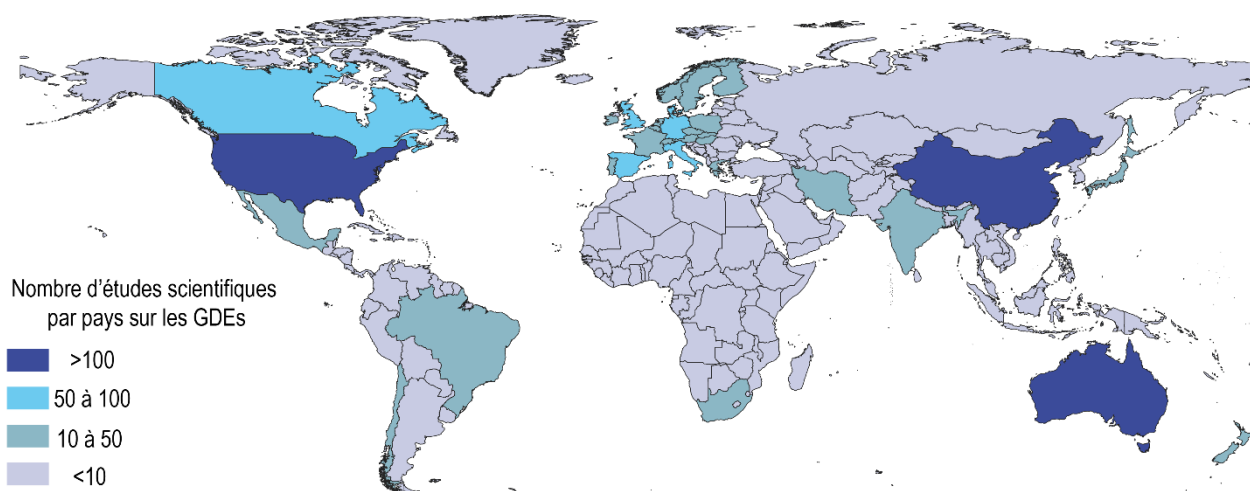 Nombre d’études scientifiques
par pays sur les GDEs
>100
50 à 100
10 à 50
<10